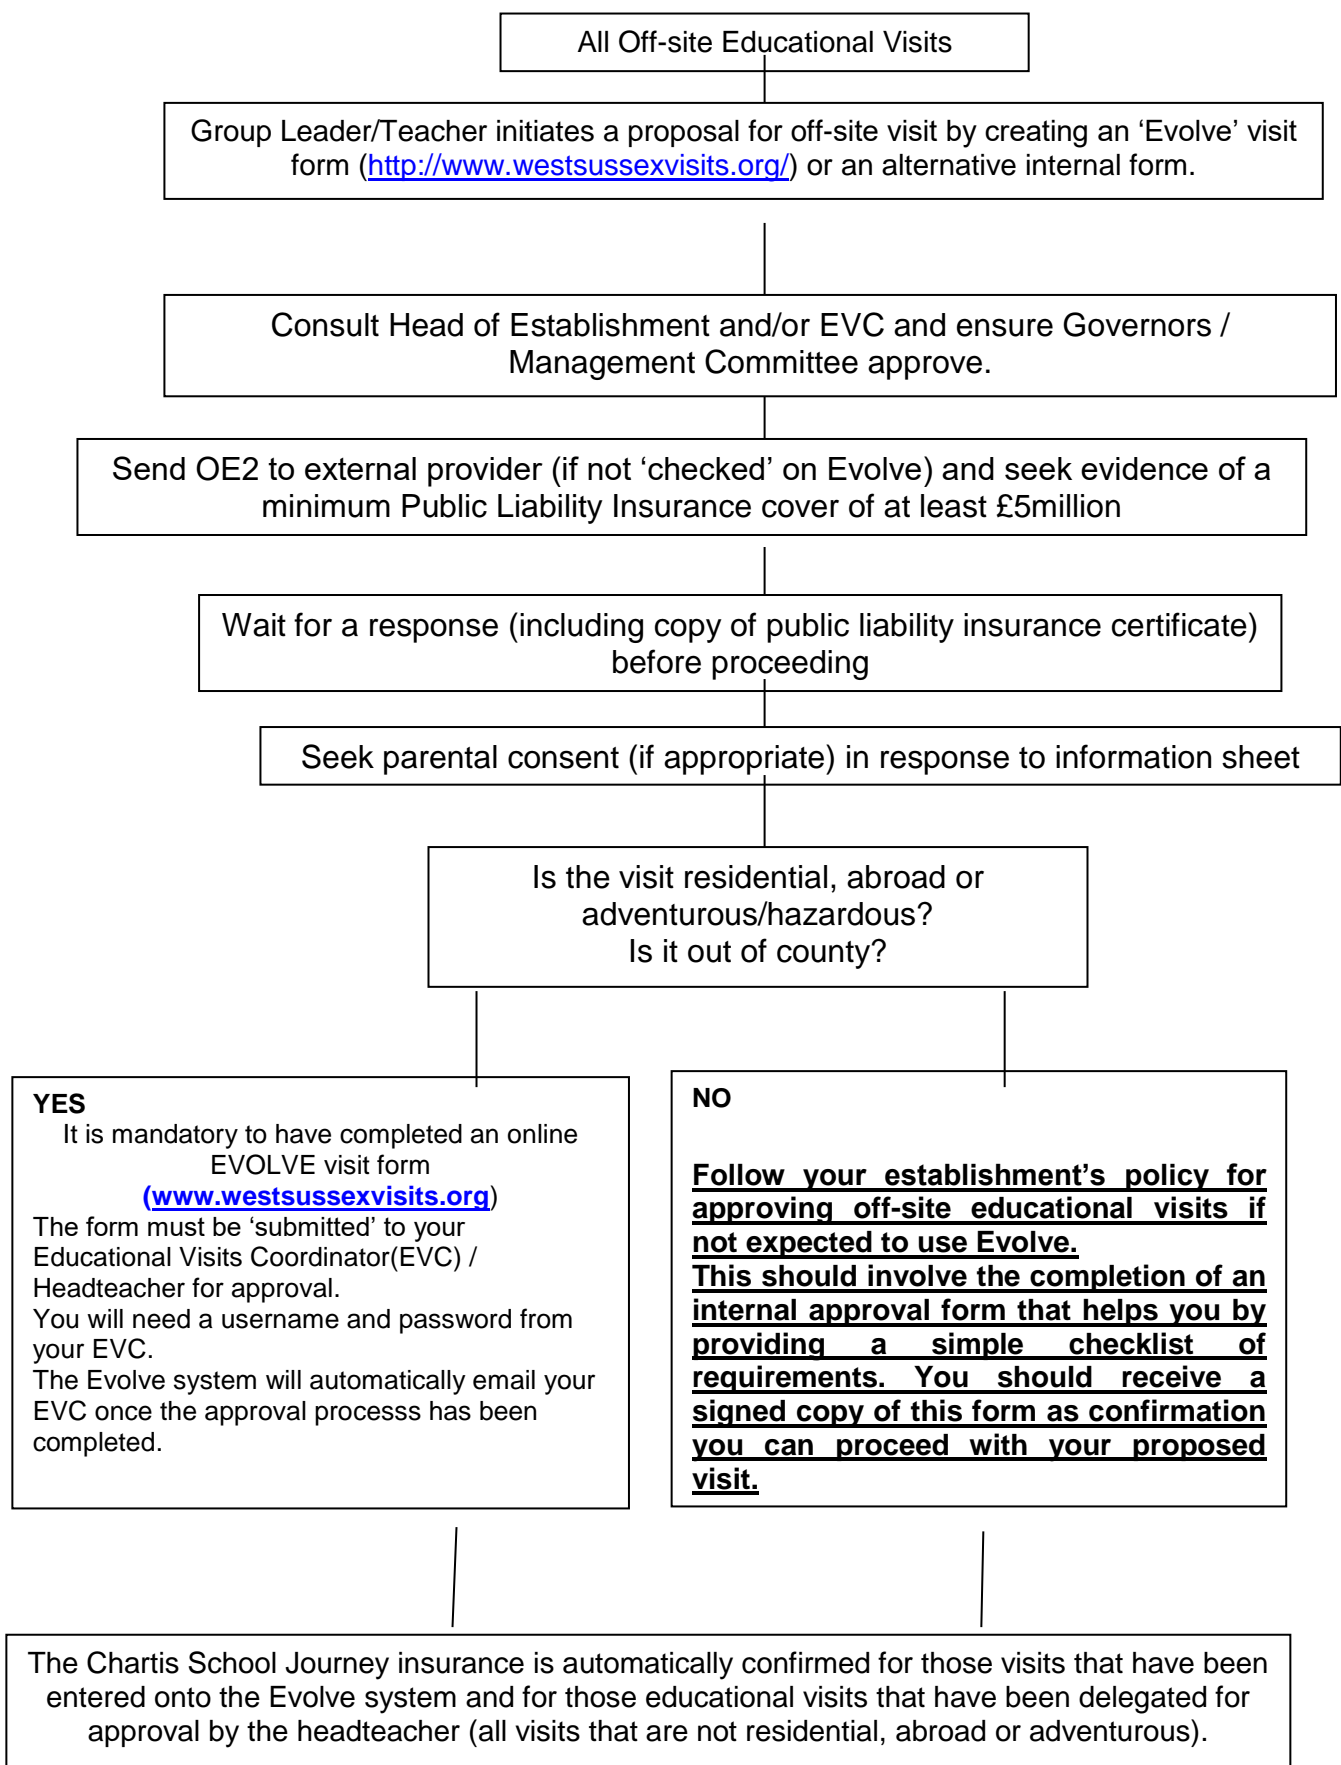 All Off-site Educational Visits
Group Leader/Teacher initiates a proposal for off-site visit by creating an ‘Evolve’ visit
form (http://www.westsussexvisits.org/) or an alternative internal form.
Consult Head of Establishment and/or EVC and ensure Governors /
Management Committee approve.
Send OE2 to external provider (if not ‘checked’ on Evolve) and seek evidence of a
minimum Public Liability Insurance cover of at least £5million
Wait for a response (including copy of public liability insurance certificate)
before proceeding
Seek parental consent (if appropriate) in response to information sheet
Is the visit residential, abroad or
adventurous/hazardous?
Is it out of county?
YES
It is mandatory to have completed an online
EVOLVE visit form
(www.westsussexvisits.org)
The form must be ‘submitted’ to your
Educational Visits Coordinator(EVC) /
Headteacher for approval.
You will need a username and password from
your EVC.
The Evolve system will automatically email your
EVC once the approval processs has been
completed.
NO
Follow your establishment’s policy for
approving off-site educational visits if
not expected to use Evolve.
This should involve the completion of an
internal approval form that helps you by
providing a simple checklist of
requirements. You should receive a
signed copy of this form as confirmation
you can proceed with your proposed
visit.
The Chartis School Journey insurance is automatically confirmed for those visits that have been
entered onto the Evolve system and for those educational visits that have been delegated for
approval by the headteacher (all visits that are not residential, abroad or adventurous).